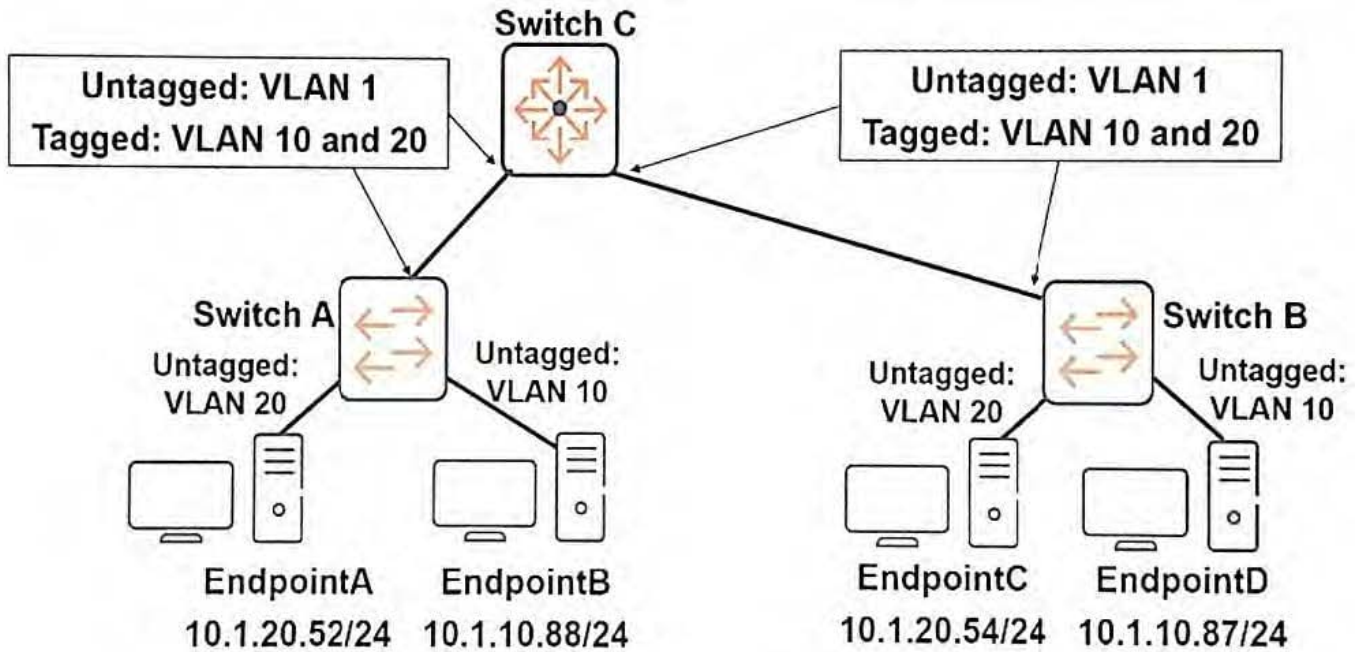 Switch C
Untagged: VLAN 1
Tagged: VLAN 10 and 20
Untagged: VLAN 1
Tagged: VLAN 10 and 20
Switch A
Untagged:
VLAN 20
Untagged:
VLAN 10
Switch B
Untagged:
VLAN 20
Untagged:
VLAN 10
EndpointA
10.1.20.52/24
EndpointB
10.1.10.88/24
EndpointC
10.1.20.54/24
EndpointD
10.1.10.87/24